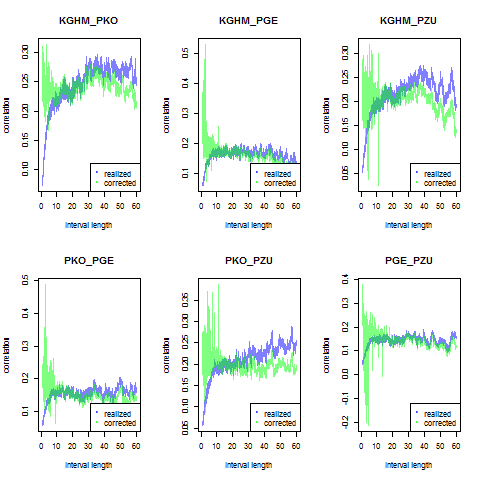 KGHM_PKO
KGHM_PGE
KGHM_PZU
correlation
0.10 0.15 0.20 0.25 0.30
0 10 20 30 40 50 60
interval length
realized
corrected
correlation
0.1 0.2 0.3 0.4 0.5
0 10 20 30 40 50 60
interval length
realized
corrected
correlation
0.05 0.10 0.15 0.20 0.25 0.30
0 10 20 30 40 50 60
interval length
realized
corrected
PKO_PGE
PKO_PZU
PGE_PZU
correlation
0.1 0.2 0.3 0.4 0.5
0 10 20 30 40 50 60
interval length
realized
corrected
correlation
0.05 0.10 0.15 0.20 0.25 0.30 0.35
0 10 20 30 40 50 60
interval length
realized
corrected
correlation
-0.2 -0.1 0.0 0.1 0.2 0.3 0.4
0 10 20 30 40 50 60
interval length
realized
corrected